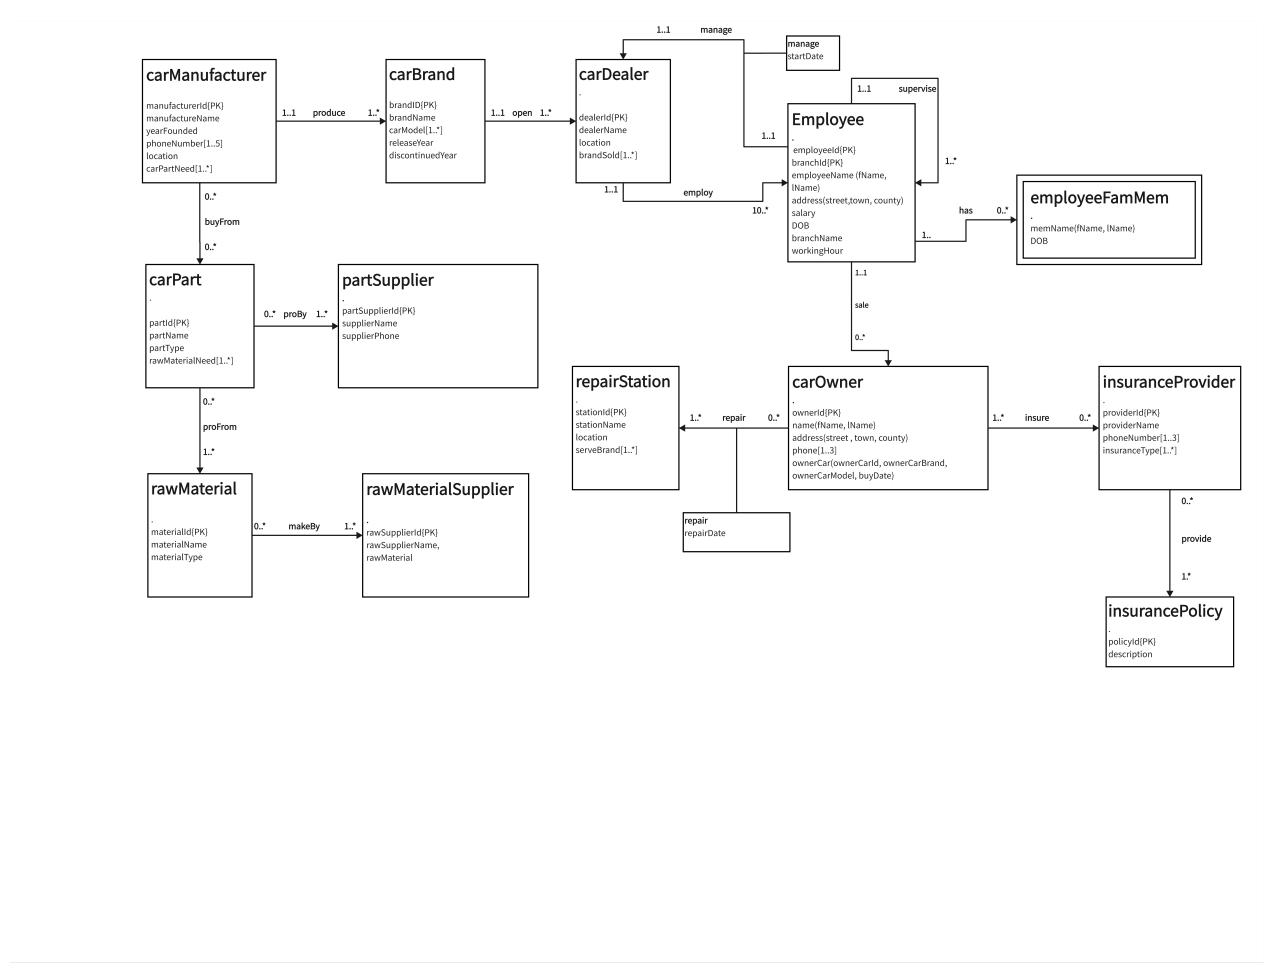 1..1 manage
manage
startDate
carManufacturer
manufacturerId{PK}
manufactureName
yearFounded
phoneNumber[1..5]
location
carPartNeed[1..*]
1..1 produce 1..*
carBrand
brandID{PK}
brandName
carModel[1..*]
releaseYear
discontinuedYear
1..1 open 1..*
carDealer
.
dealerId{PK}
dealerName
location
brandSold[1..*]
1..1
1..1 employ 10..*
1..1 supervise
1..*
Employee
.
employeeId{PK}
branchId{PK}
employeeName (fName,
lName)
address(street,town, county)
salary
DOB
branchName
workingHour
1.. has 0..*
employeeFamMem
.
memName(fName, lName)
DOB
0..*
buyFrom
0..*
carPart
.
partId{PK}
partName
partType
rawMaterialNeed[1..*]
0..* proBy 1..*
partSupplier
.
partSupplierId{PK}
supplierName
supplierPhone
1..1
sale
0..*
repairStation
.
stationId{PK}
stationName
location
serveBrand[1..*]
1..* repair 0..*
carOwner
.
ownerId{PK}
name(fName, lName)
address(street , town, county)
phone[1..3]
ownerCar(ownerCarId, ownerCarBrand,
ownerCarModel, buyDate)
1..* insure 0..*
insuranceProvider
.
providerId{PK}
providerName
phoneNumber[1..3]
insuranceType[1..*]
0..*
proFrom
1..*
rawMaterial
.
materialId{PK}
materialName
materialType
0..* makeBy 1..*
rawMaterialSupplier
.
rawSupplierId{PK}
rawSupplierName,
rawMaterial
repair
repairDate
0..*
provide
1.*
insurancePolicy
.
policyId{PK}
description